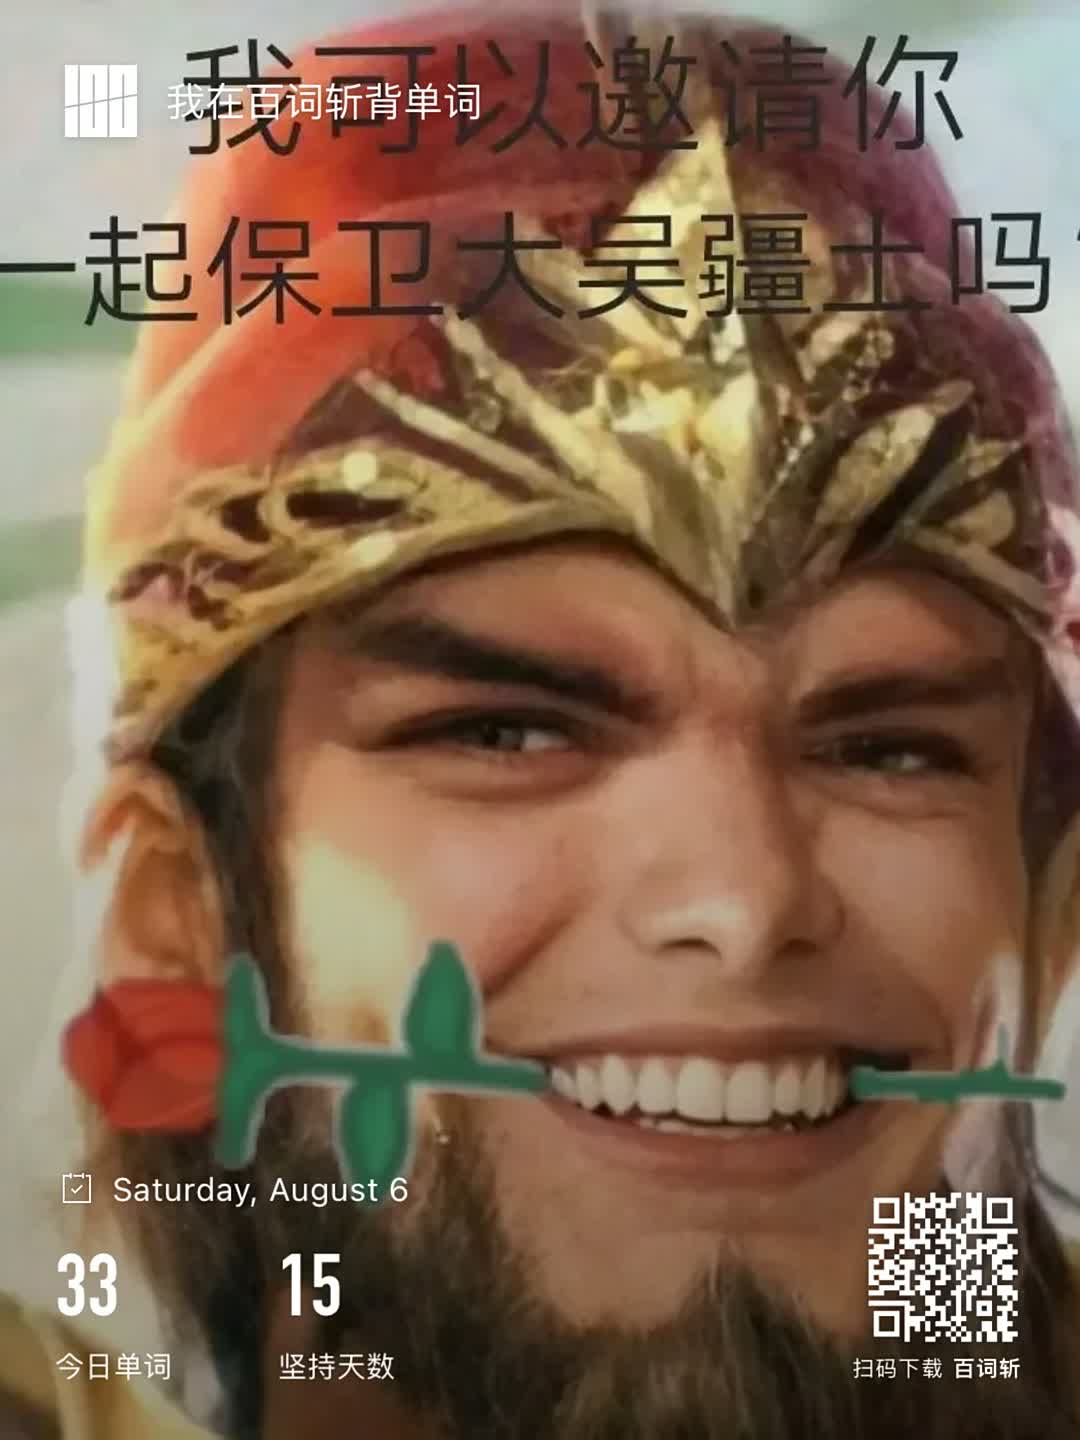 我可以邀请你
一起保卫大吴疆土吗?
100
我在百词斩背单词
Saturday, August 6
33
15
今日单词
坚持天数
扫码下载 百词斩